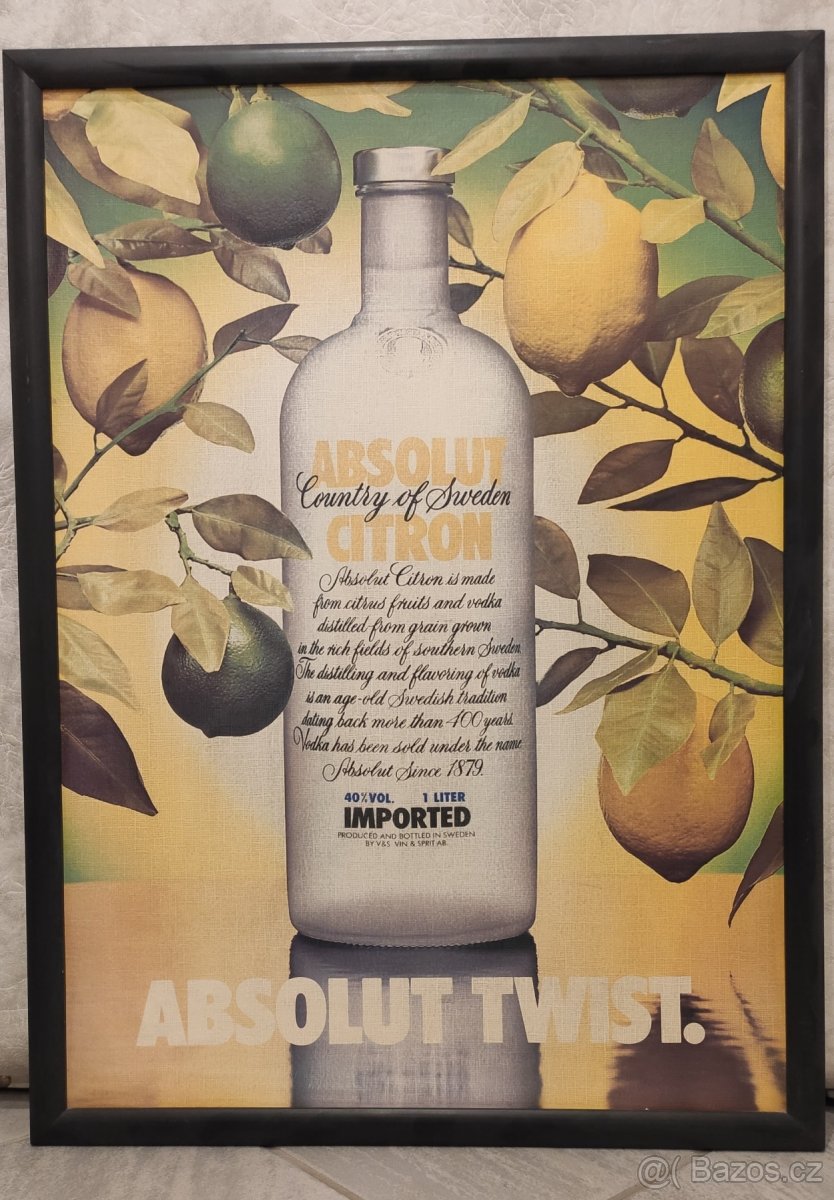 ABSOLUT
Country of Sweden
CITRON
Absolut Citron is made
from citrus fruits and vodka
distilled from grain grown
in the rich fields of southern Sweden.
The distilling and flavoring of vodka
is an age-old Swedish tradition
dating back more than 400 years.
Vodka has been sold under the name
Absolut Since 1879.
40%VOL. 1 LITER
IMPORTED
PRODUCED AND BOTTLED IN SWEDEN
BY V&S VIN & SPRIT AB.
ABSOLUT TWIST.
@( Bazos.cz